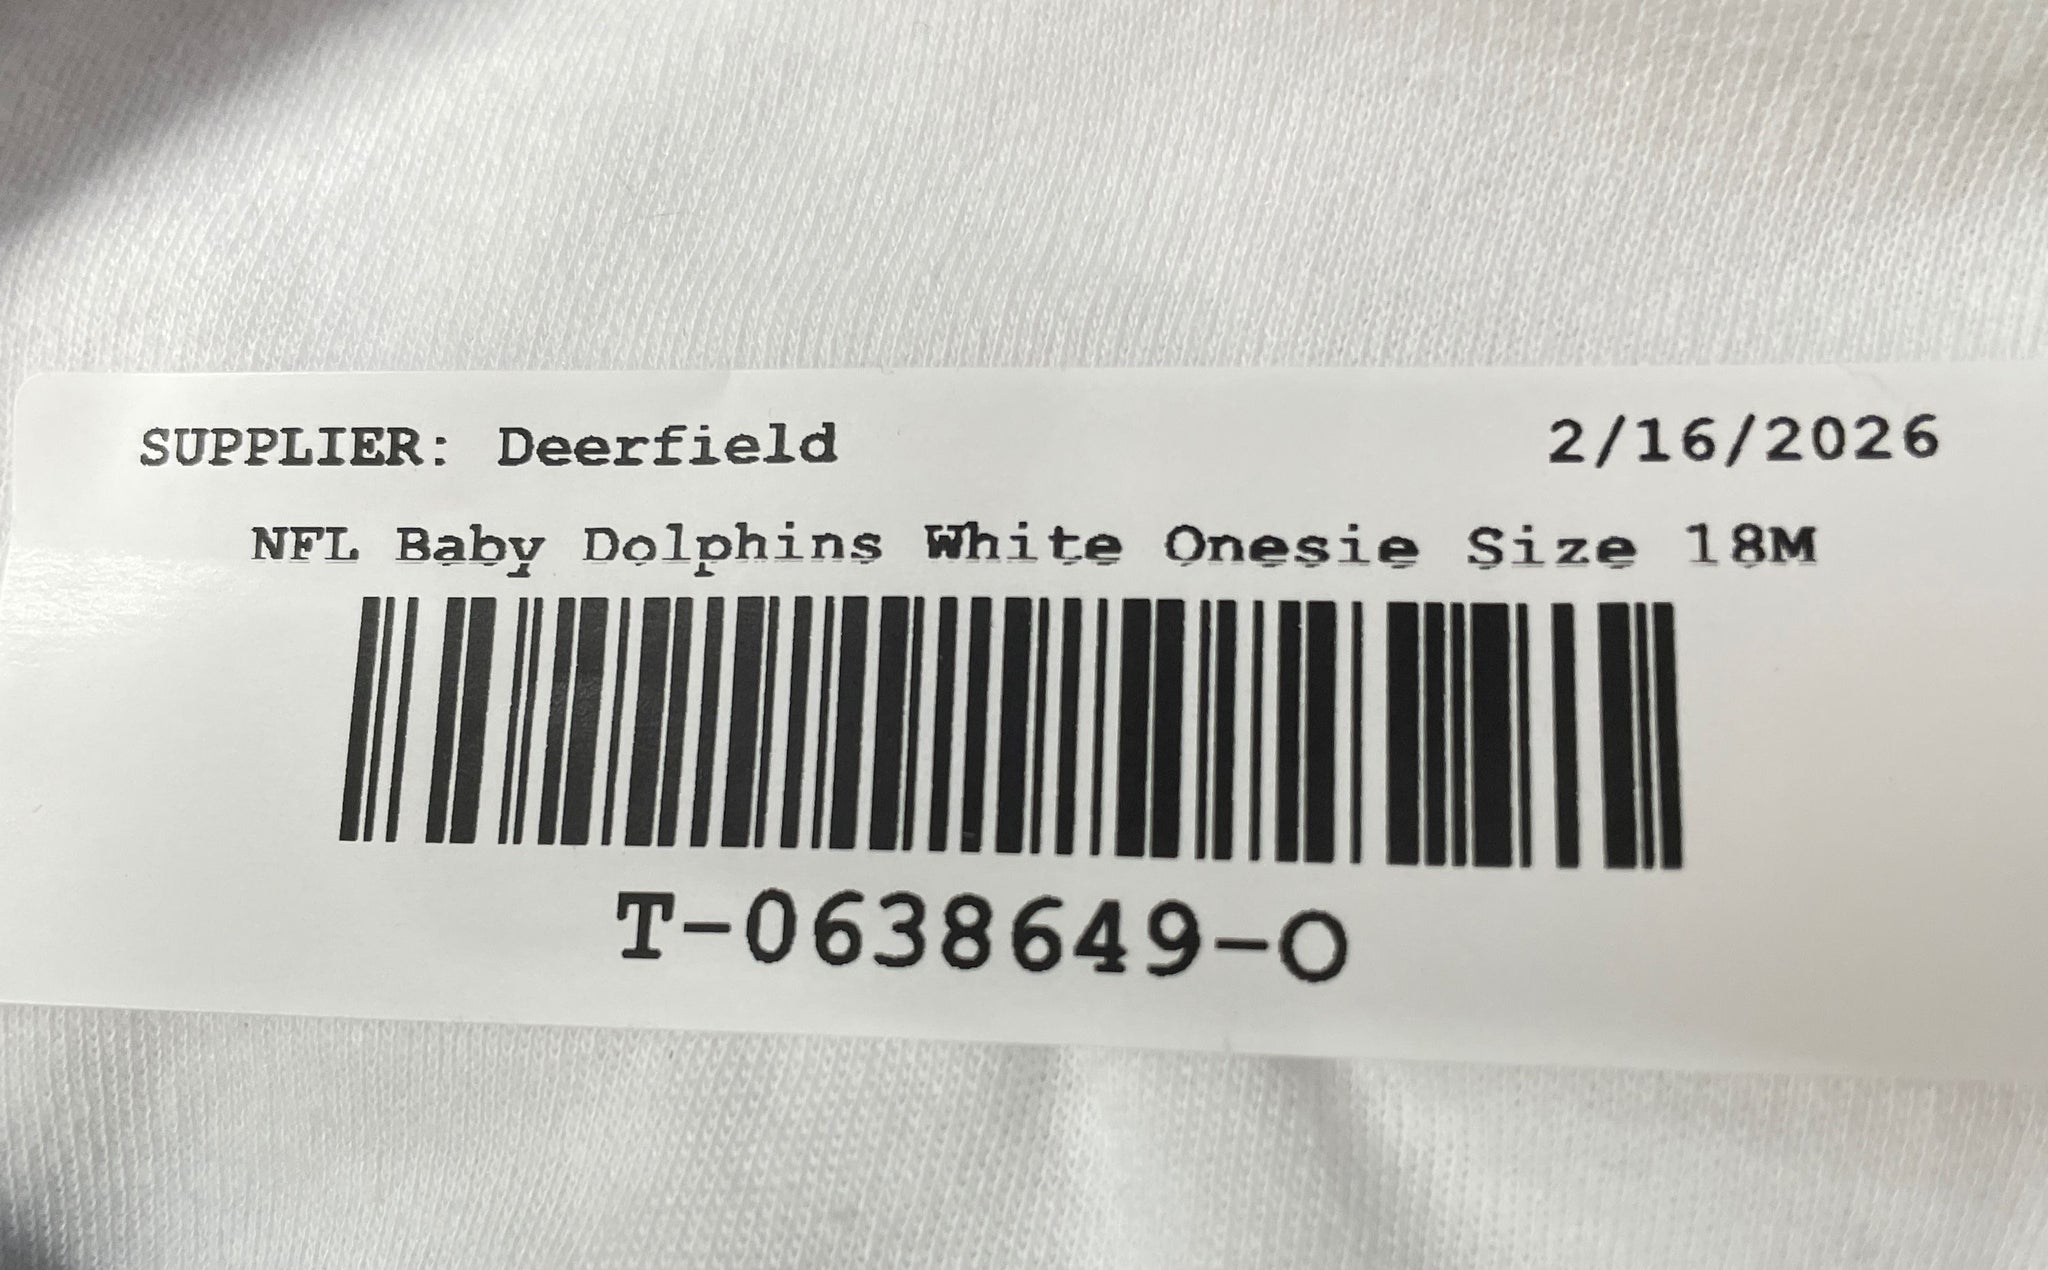 SUPPLIER: Deerfield 2/16/2026
NFL Baby Dolphins White Onesie Size 18M
T-0638649-O